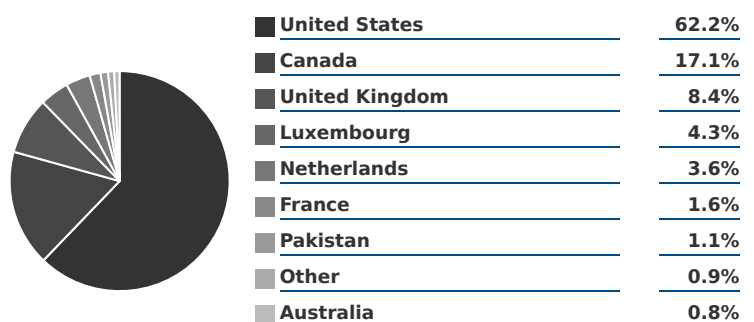 United States 62.2%
Canada 17.1%
United Kingdom 8.4%
Luxembourg 4.3%
Netherlands 3.6%
France 1.6%
Pakistan 1.1%
Other 0.9%
Australia 0.8%